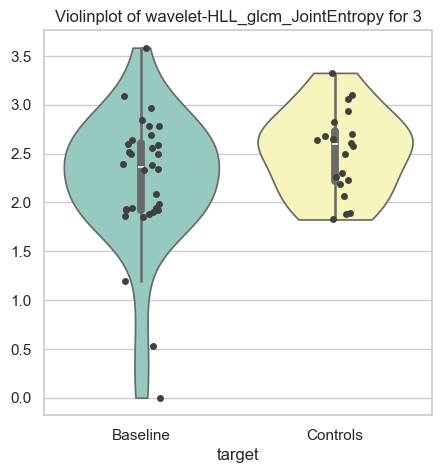 Violinplot of wavelet-HLL_glcm_JointEntropy for 3
3.5
3.0
2.5
2.0
1.5
1.0
0.5
0.0
Baseline
Controls
target